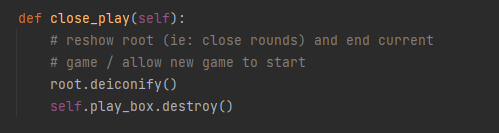 def close_play(self):
    # reshow root (ie: close rounds) and end current
    # game / allow new game to start
    root.deiconify()
    self.play_box.destroy()